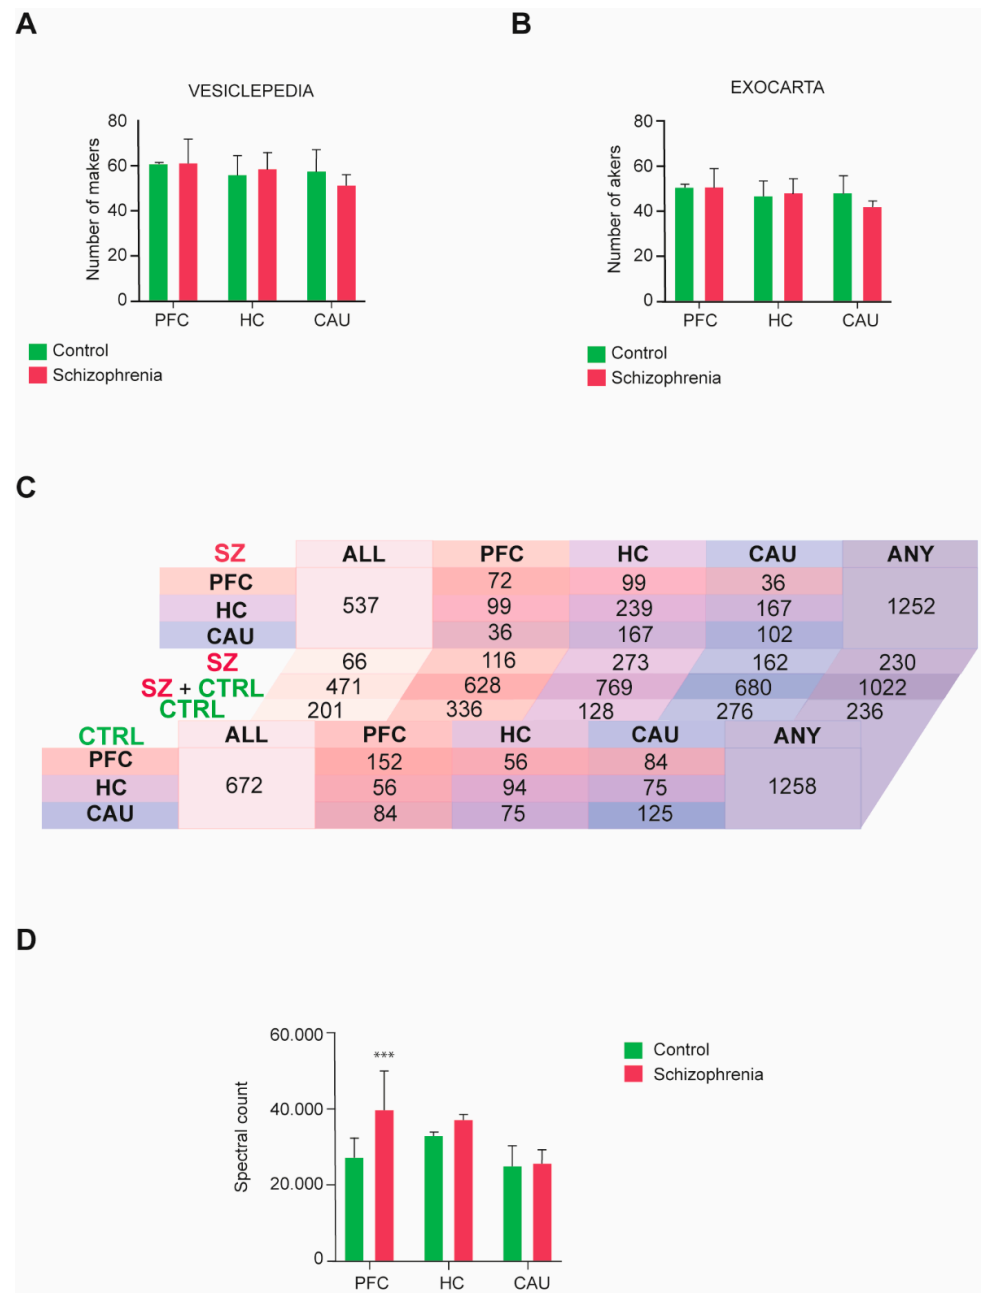 A
B
VESICLEPEDIA
EXOCARTA
80
60
40
20
0
Number of makers
PFC HC CAU
Control
Schizophrenia
80
60
40
20
0
Number of akers
PFC HC CAU
Control
Schizophrenia
C
SZ ALL PFC HC CAU ANY
PFC 72 99 36
HC 537 99 239 167 1252
CAU 36 167 102
SZ 66 116 273 162 230
SZ + CTRL 471 628 769 680 1022
CTRL 201 336 128 276 236
CTRL ALL PFC HC CAU ANY
PFC 152 56 84
HC 672 56 94 75 1258
CAU 84 75 125
D
60.000
40.000
20.000
0
Spectral count
***
PFC HC CAU
Control
Schizophrenia